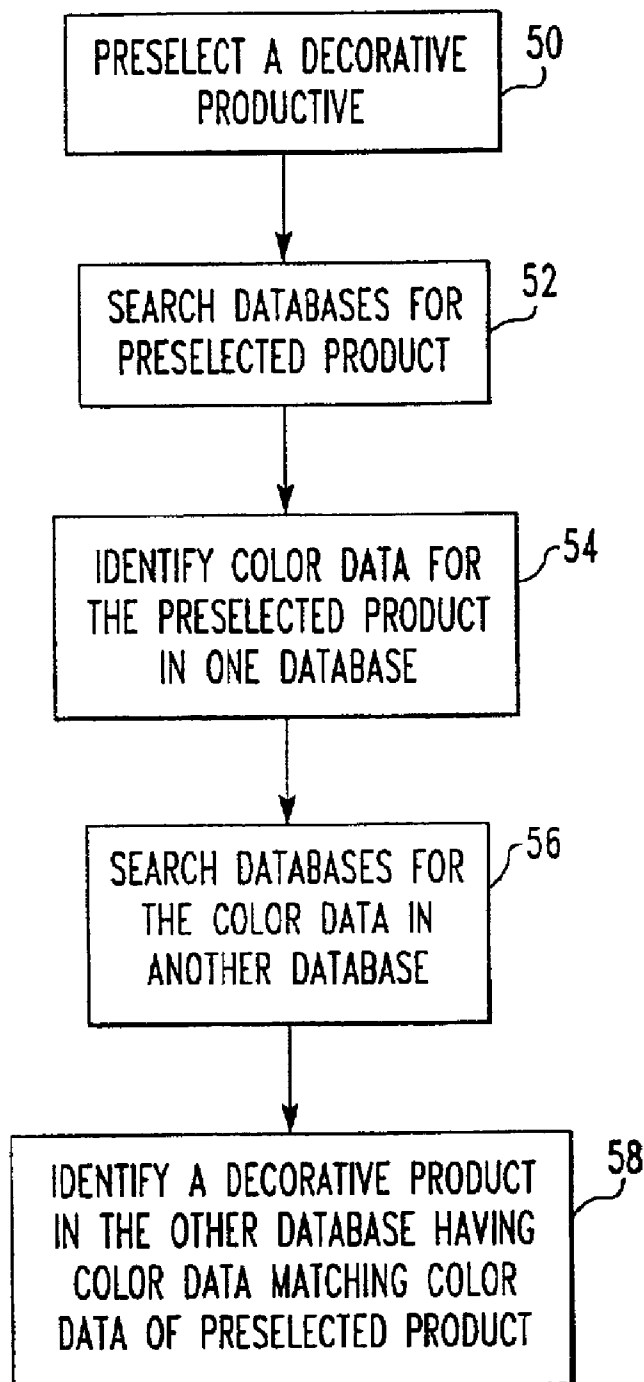 PRESELECT A DECORATIVE
PRODUCTIVE
50
SEARCH DATABASES FOR
PRESELECTED PRODUCT
52
IDENTIFY COLOR DATA FOR
THE PRESELECTED PRODUCT
IN ONE DATABASE
54
SEARCH DATABASES FOR
THE COLOR DATA IN
ANOTHER DATABASE
56
IDENTIFY A DECORATIVE PRODUCT
IN THE OTHER DATABASE HAVING
COLOR DATA MATCHING COLOR
DATA OF PRESELECTED PRODUCT
58